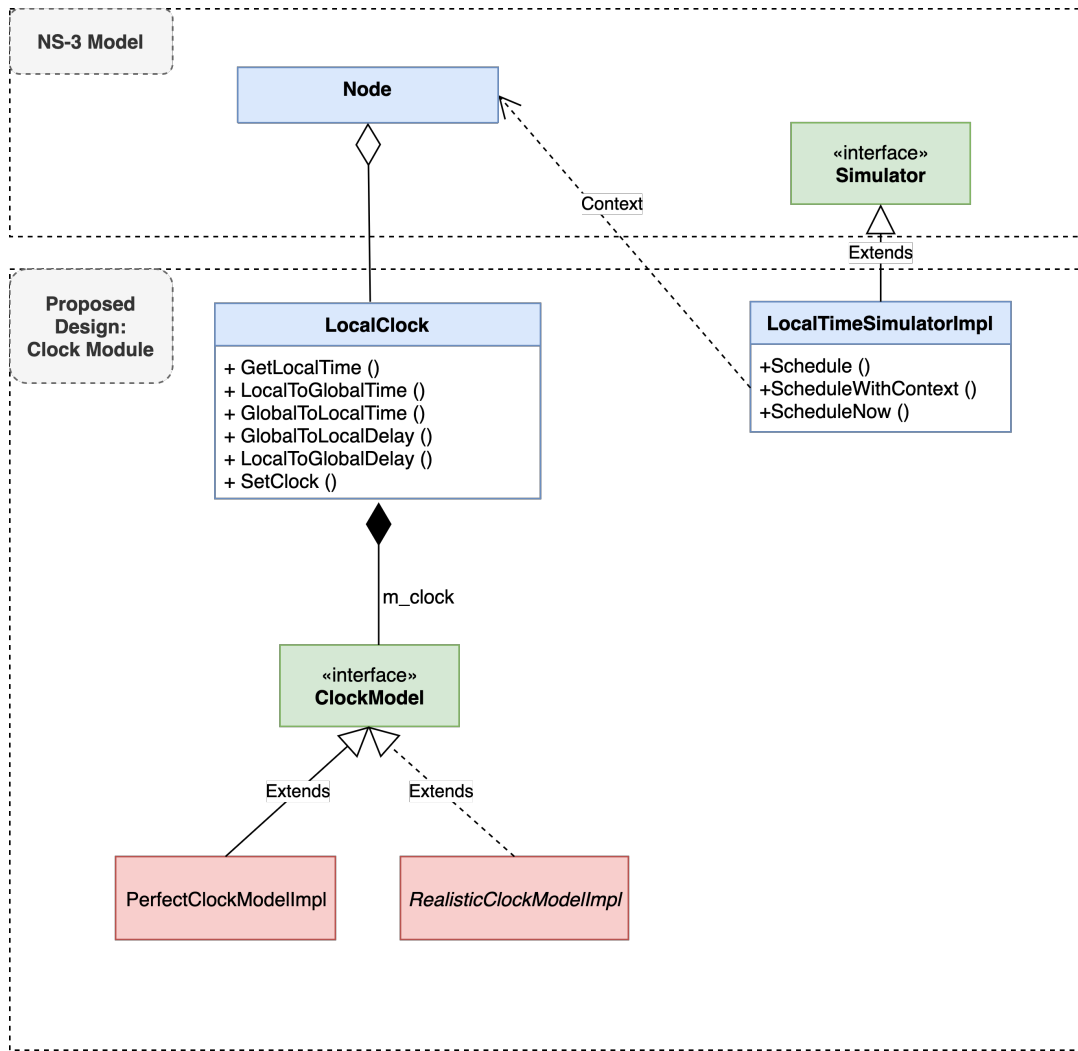 NS-3 Model
Node
«interface»
Simulator
Context
Extends
Proposed
Design:
Clock Module
LocalClock
+ GetLocalTime ()
+ LocalToGlobalTime ()
+ GlobalToLocalTime ()
+ GlobalToLocalDelay ()
+ LocalToGlobalDelay ()
+ SetClock ()
LocalTimeSimulatorImpl
+Schedule ()
+ScheduleWithContext ()
+ScheduleNow ()
m_clock
«interface»
ClockModel
Extends
Extends
PerfectClockModelImpl
RealisticClockModelImpl